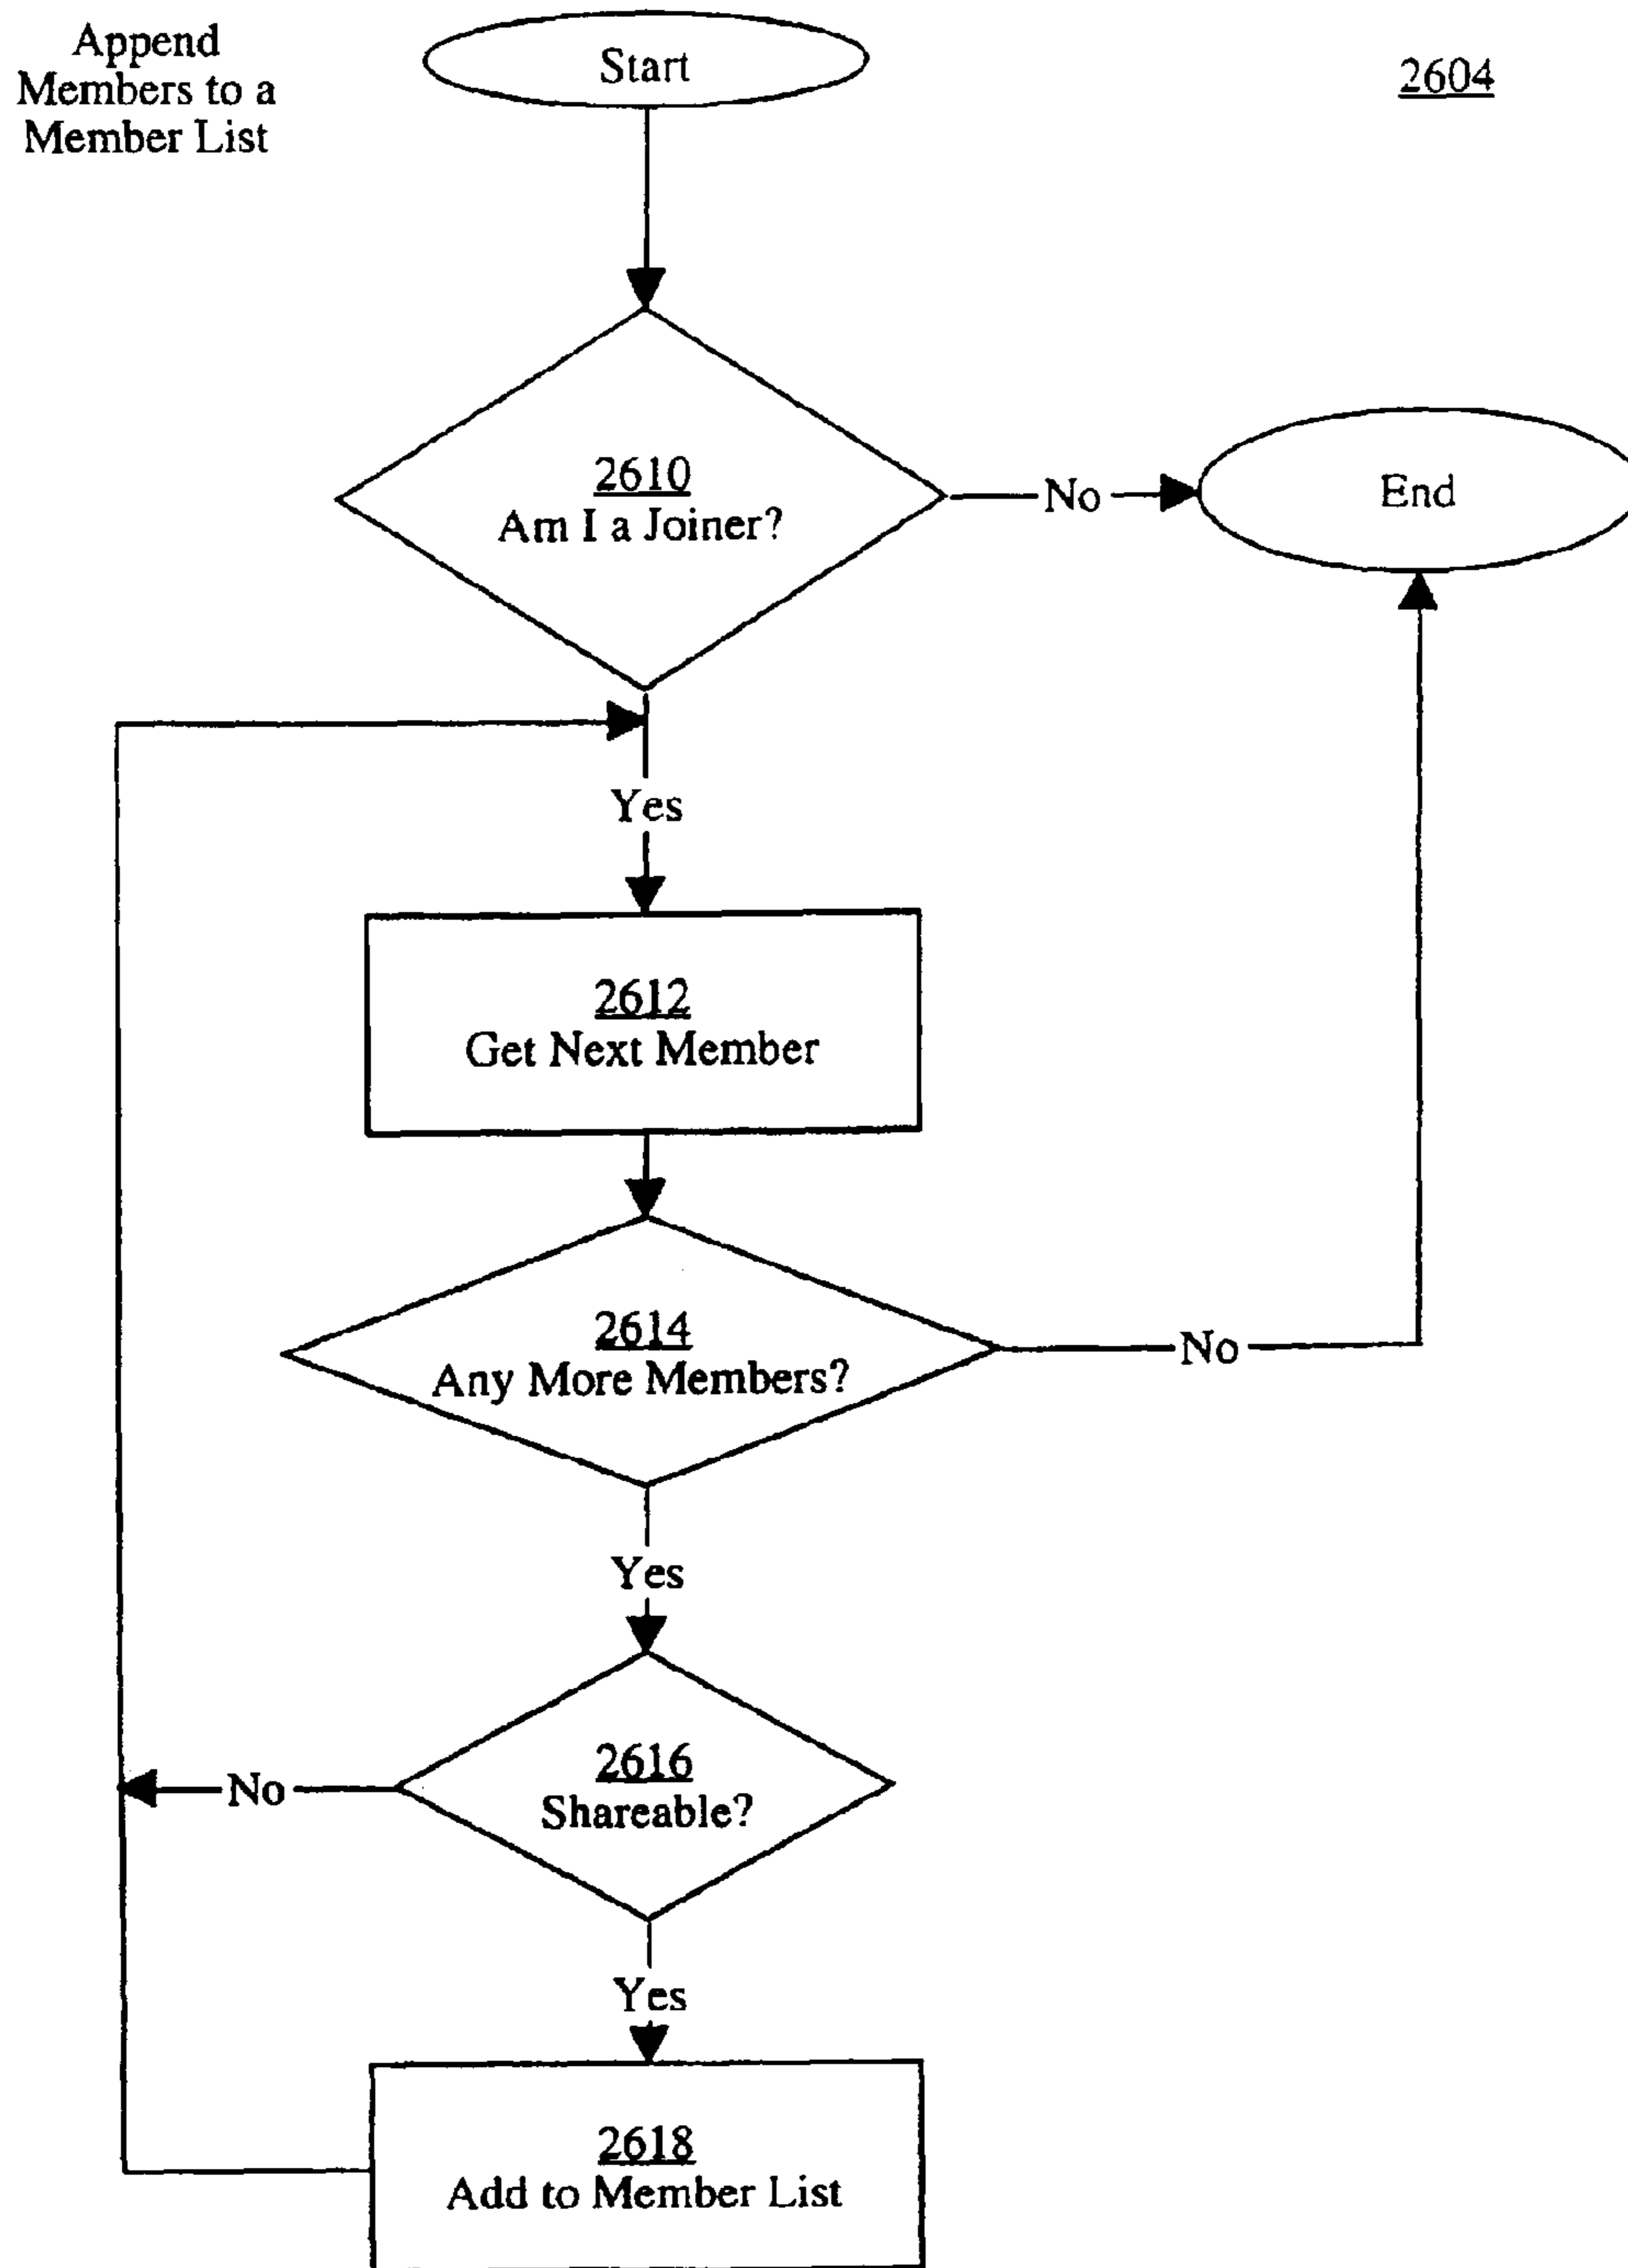 Append
Members to a
Member List
Start
2604
2610
Am I a Joiner?
No
End
Yes
2612
Get Next Member
2614
Any More Members?
No
Yes
2616
Shareable?
No
Yes
2618
Add to Member List